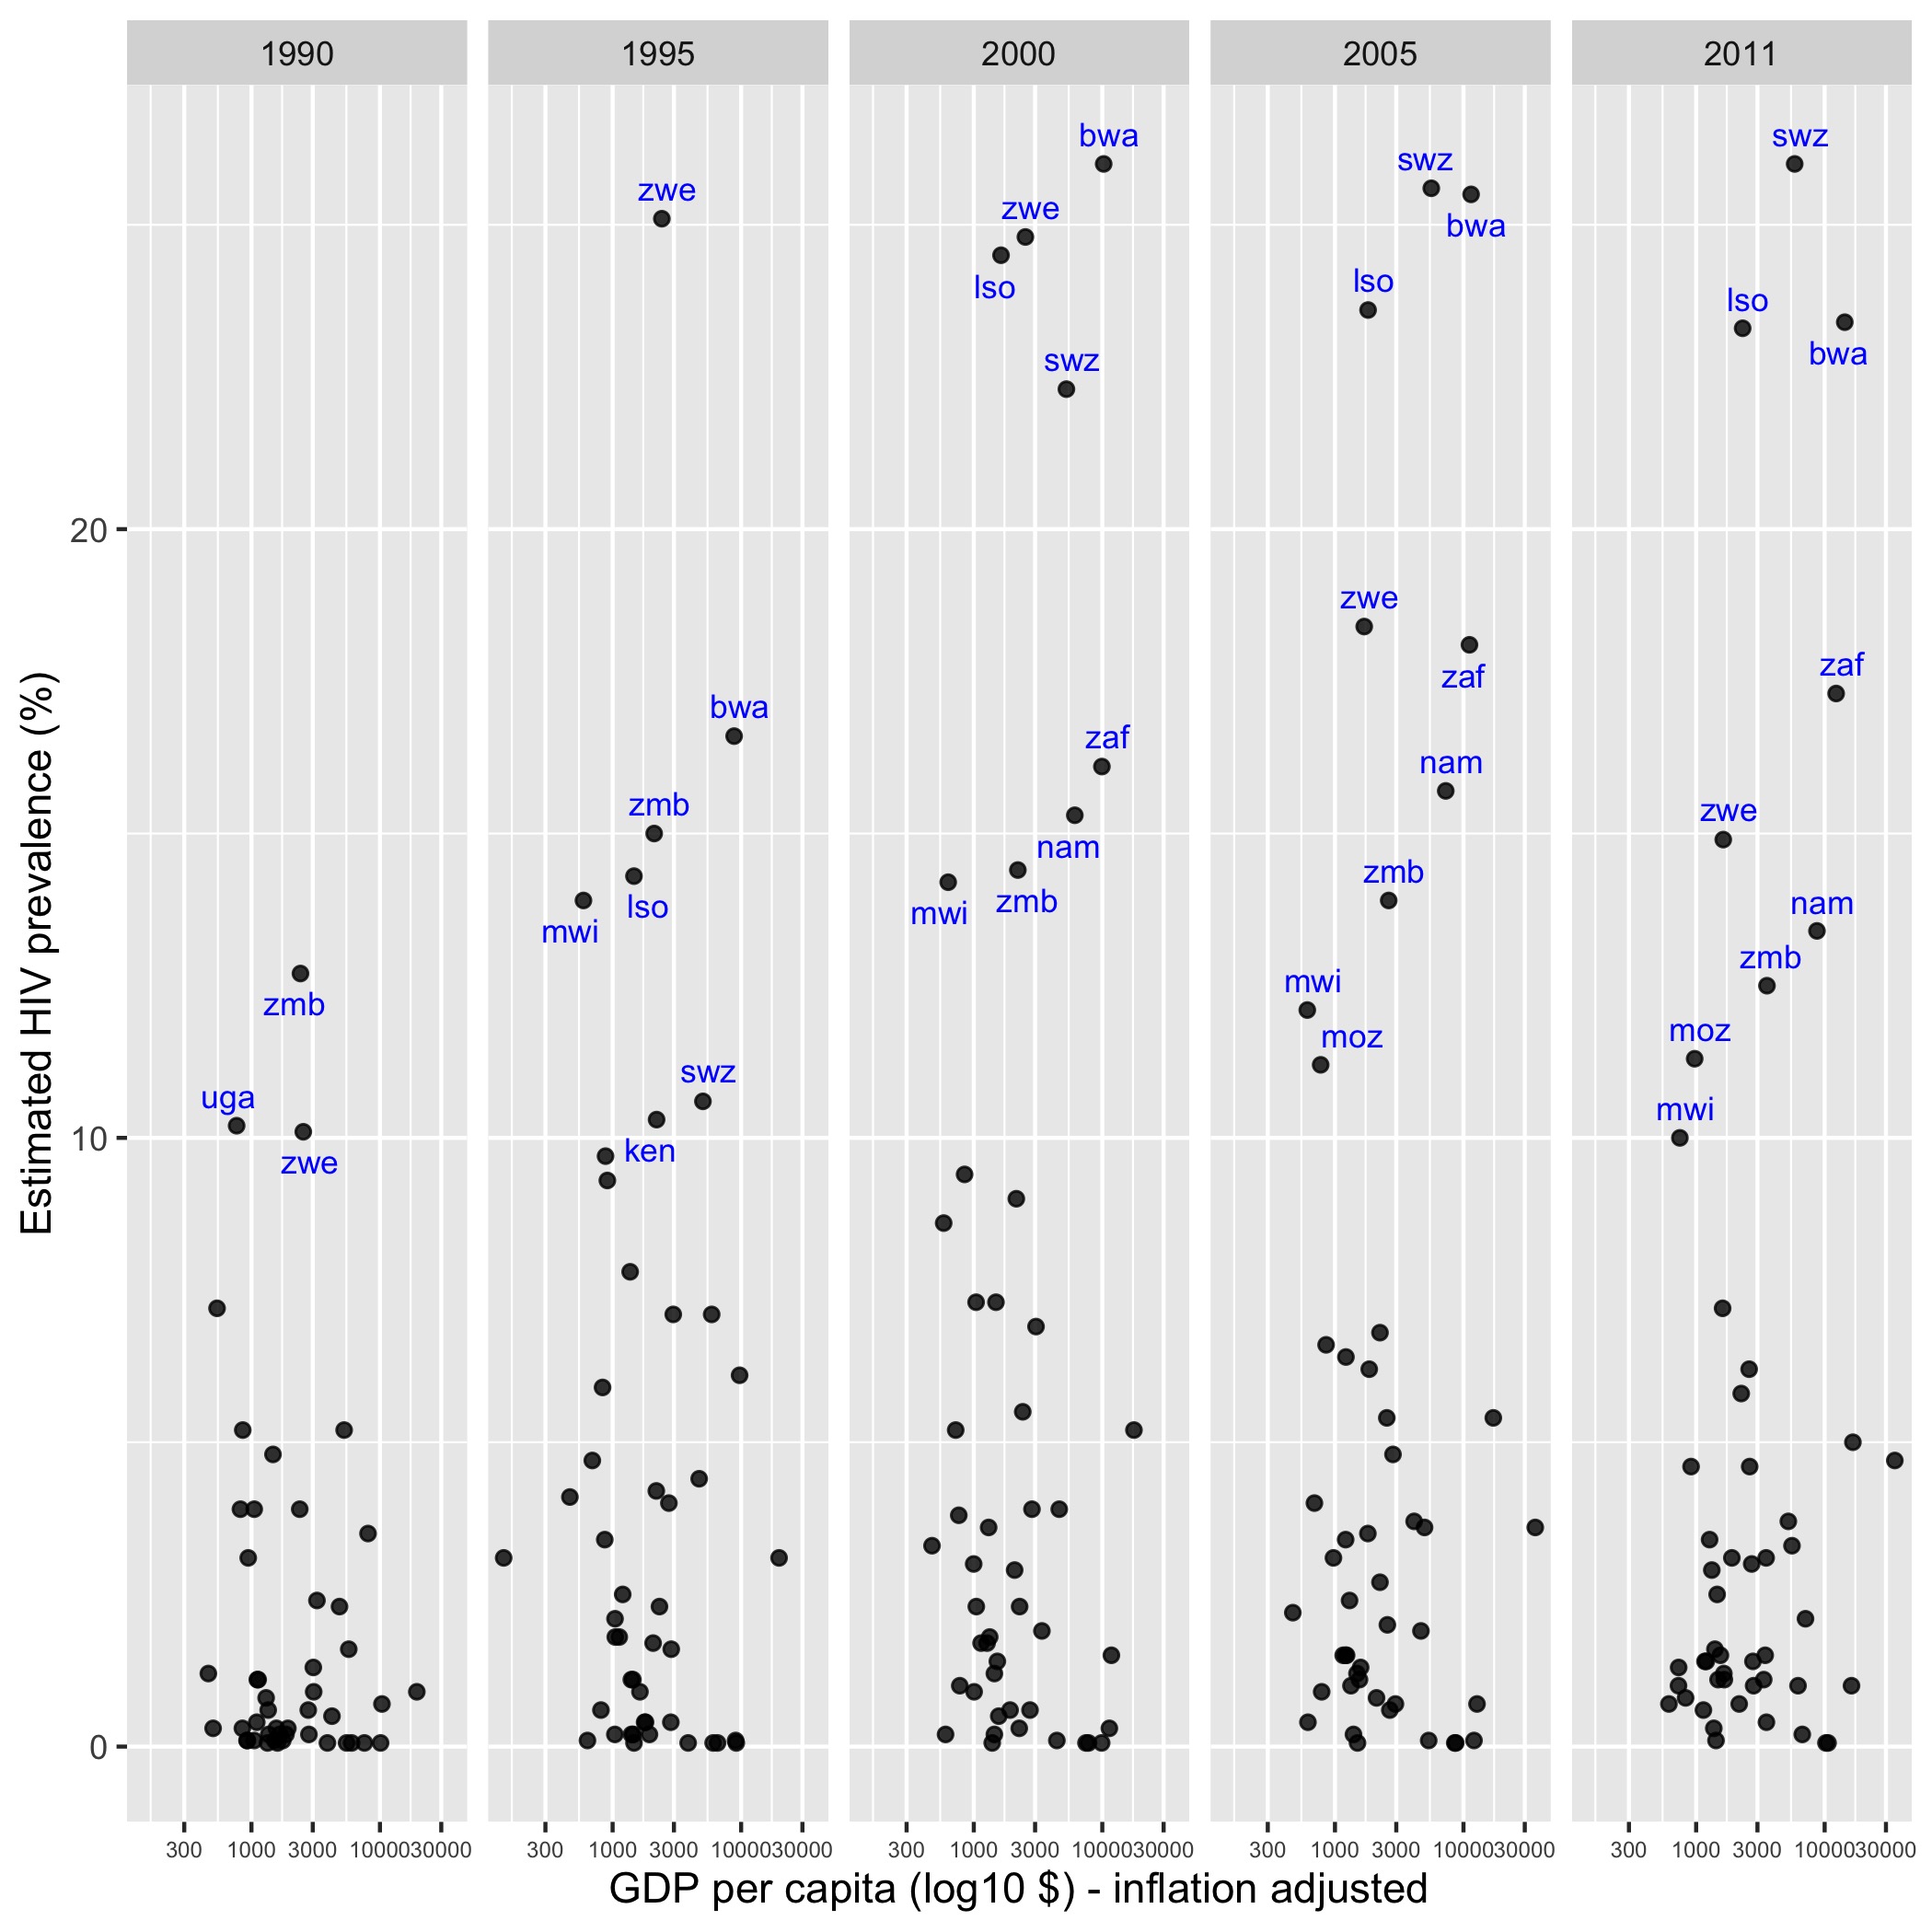 1990 1995 2000 2005 2011
bwa swz swz
swz
zwe
zwe
bwa
lso
lso
lso
bwa
swz
20
zwe
zaf
zaf
bwa
zaf
nam
zmb
zwe
nam
zmb
lso
zmb
nam
mwi
mwi
zmb
mwi
zmb
moz
moz
swz
uga
mwi
10
ken
zwe
0
300 1000 3000 10000 30000 300 1000 3000 10000 30000 300 1000 3000 10000 30000 300 1000 3000 10000 30000 300 1000 3000 10000 30000
GDP per capita (log10 $) - inflation adjusted
Estimated HIV prevalence (%)